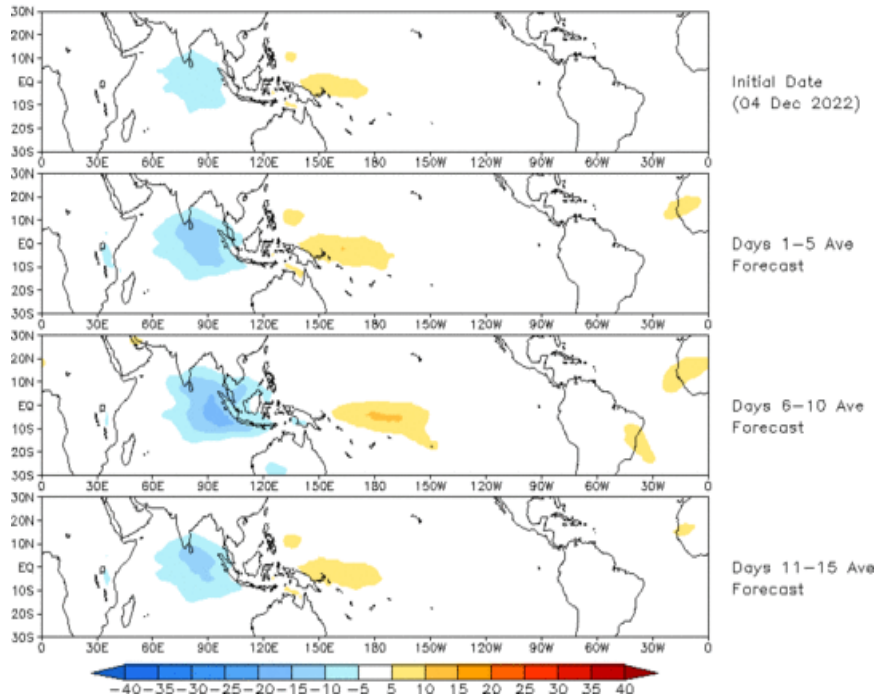 30N
20N
10N
EQ
10S
20S
30S
0 30E 60E 90E 120E 150E 180 150W 120W 90W 60W 30W 0
Initial Date
(04 Dec 2022)
30N
20N
10N
EQ
10S
20S
30S
0 30E 60E 90E 120E 150E 180 150W 120W 90W 60W 30W 0
Days 1-5 Ave
Forecast
30N
20N
10N
EQ
10S
20S
30S
0 30E 60E 90E 120E 150E 180 150W 120W 90W 60W 30W 0
Days 6-10 Ave
Forecast
30N
20N
10N
EQ
10S
20S
30S
0 30E 60E 90E 120E 150E 180 150W 120W 90W 60W 30W 0
Days 11-15 Ave
Forecast
-40 -35 -30 -25 -20 -15 -10 -5 5 10 15 20 25 30 35 40